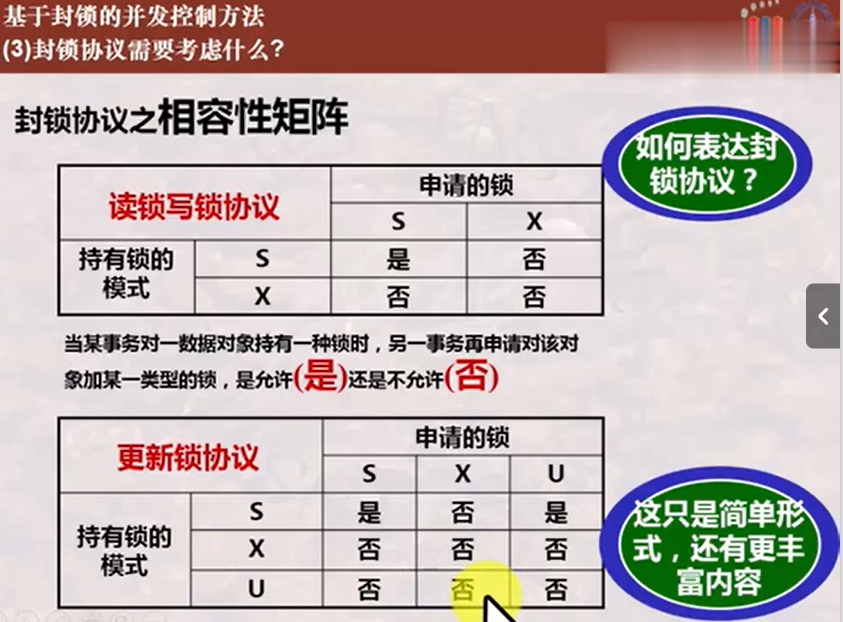 基于封锁的并发控制方法
(3)封锁协议需要考虑什么?
封锁协议之相容性矩阵
如何表达封
锁协议？
读锁写锁协议
申请的锁
S X
持有锁的
模式
S 是 否
X 否 否
当某事务对一数据对象持有一种锁时，另一事务再申请对该对
象加某一类型的锁，是允许(是)还是不允许(否)
更新锁协议
申请的锁
S X U
持有锁的
模式
S 是 否 是
X 否 否 否
U 否 否 否
这只是简单形
式，还有更丰
富内容